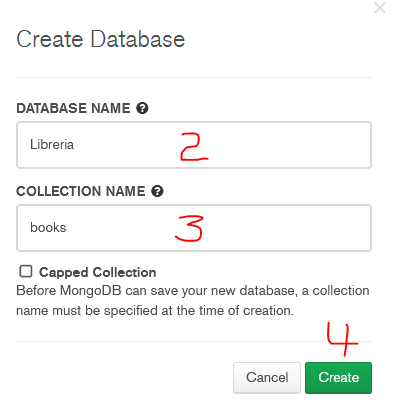 Create Database
DATABASE NAME
Libreria 2
COLLECTION NAME
books 3
Capped Collection
Before MongoDB can save your new database, a collection
name must be specified at the time of creation.
4
Cancel Create